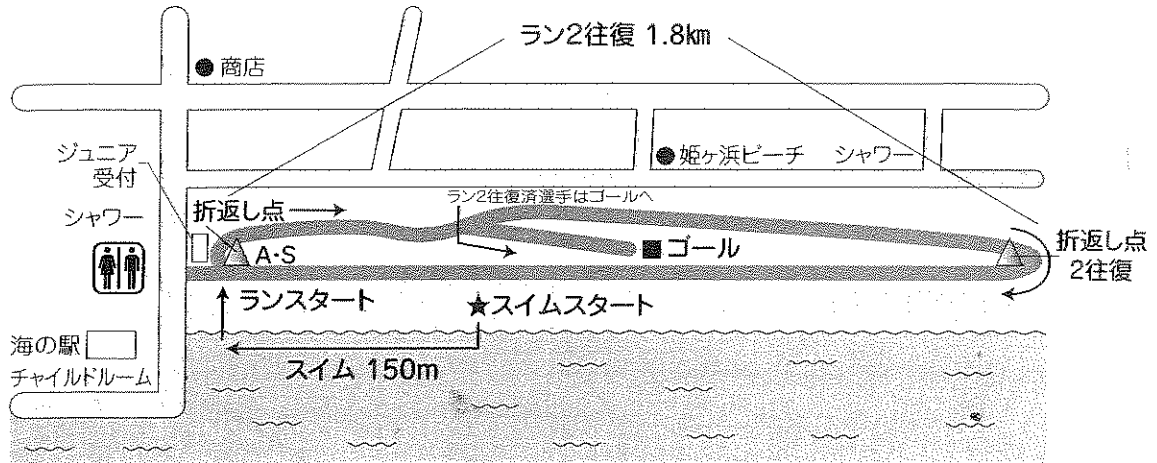 ラン2往復 1.8km
商店
ジュニア
受付
姫ヶ浜ビーチ シャワー
ラン2往復済選手はゴールへ
シャワー
折返し点
折返し点
2往復
A・S
ゴール
ランスタート
スイムスタート
海の駅
チャイルドルーム
スイム 150m